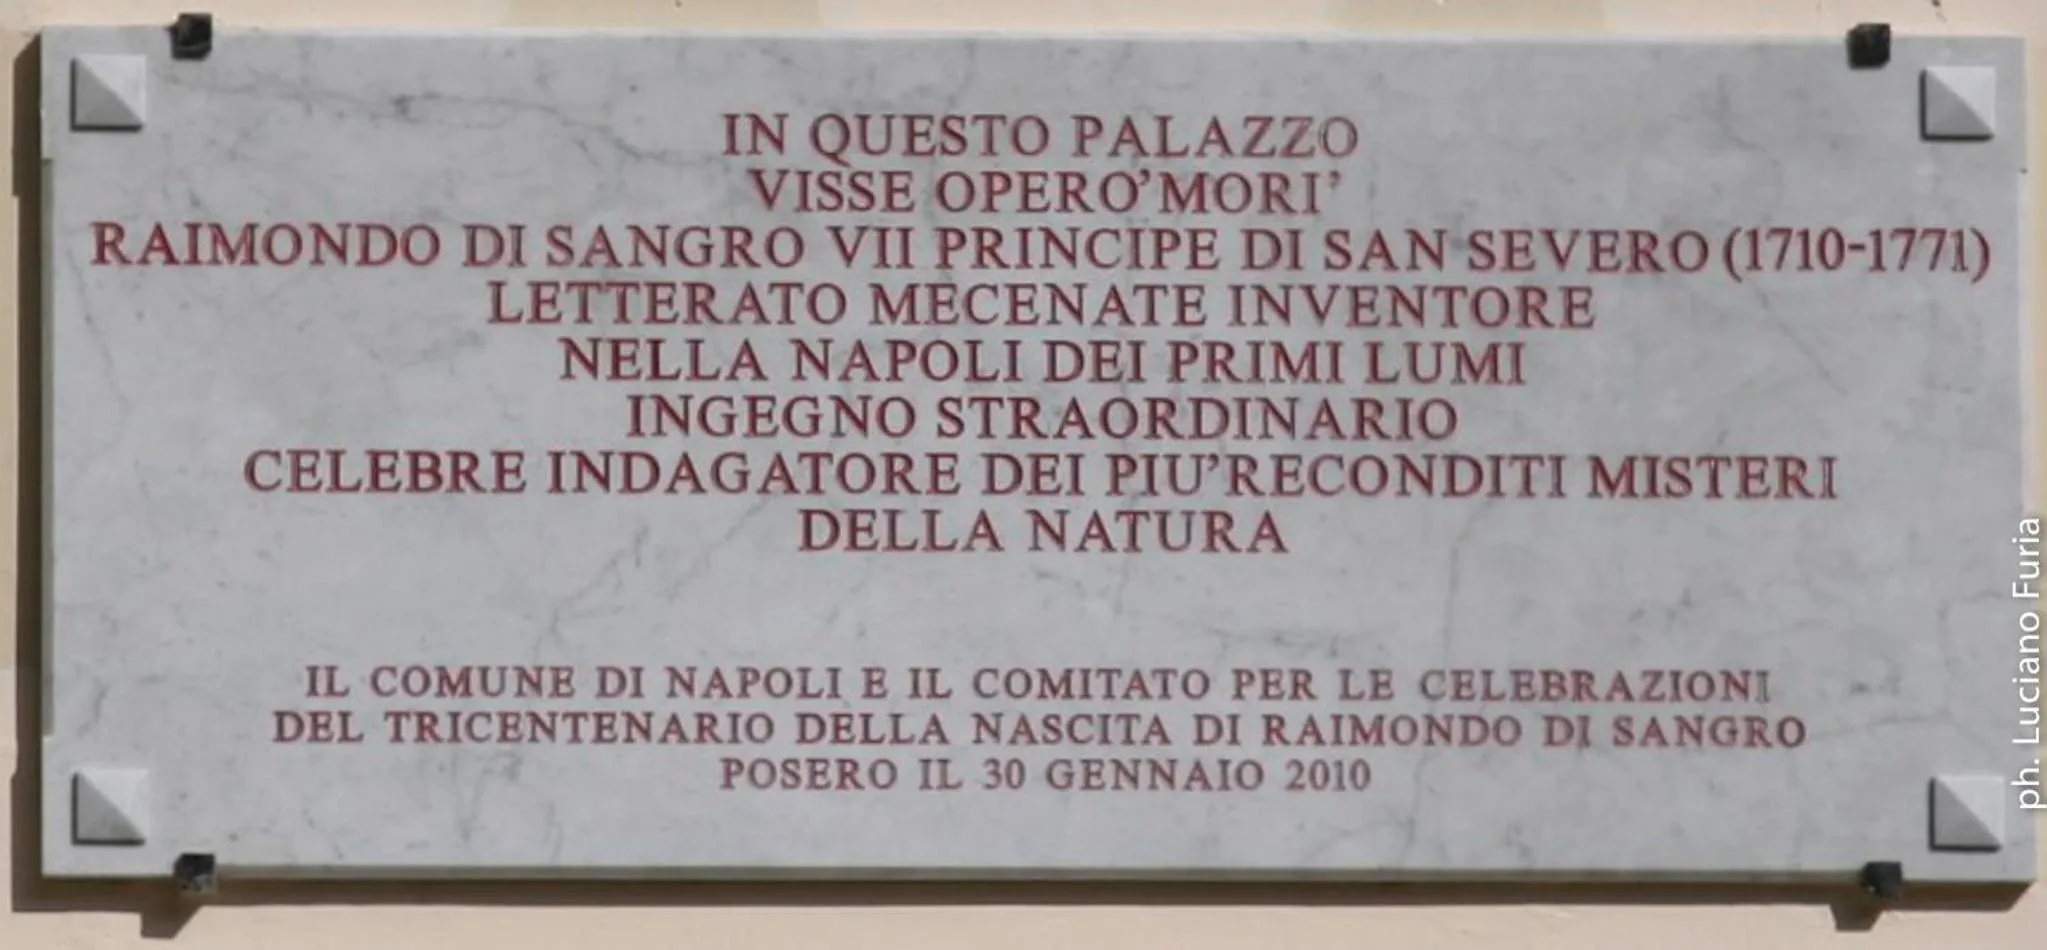 IN QUESTO PALAZZO
VISSE OPERO'MORI'
RAIMONDO DI SANGRO VII PRINCIPE DI SAN SEVERO (1710-1771)
LETTERATO MECENATE INVENTORE
NELLA NAPOLI DEI PRIMI LUMI
INGEGNO STRAORDINARIO
CELEBRE INDAGATORE DEI PIU'RECONDITI MISTERI
DELLA NATURA
IL COMUNE DI NAPOLI E IL COMITATO PER LE CELEBRAZIONI
DEL TRICENTENARIO DELLA NASCITA DI RAIMONDO DI SANGRO
POSERO IL 30 GENNAIO 2010
ph. Luciano Furia